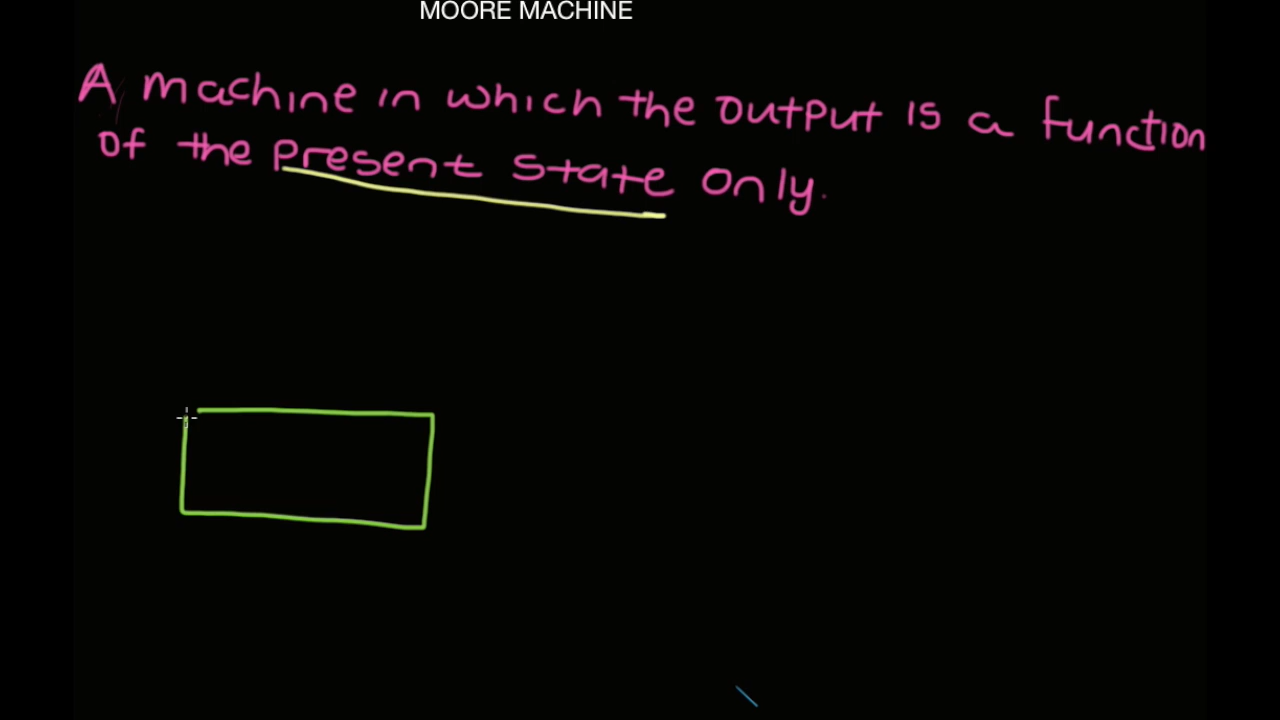 MOORE MACHINE
A machine in which the output is a function
of the present state only.